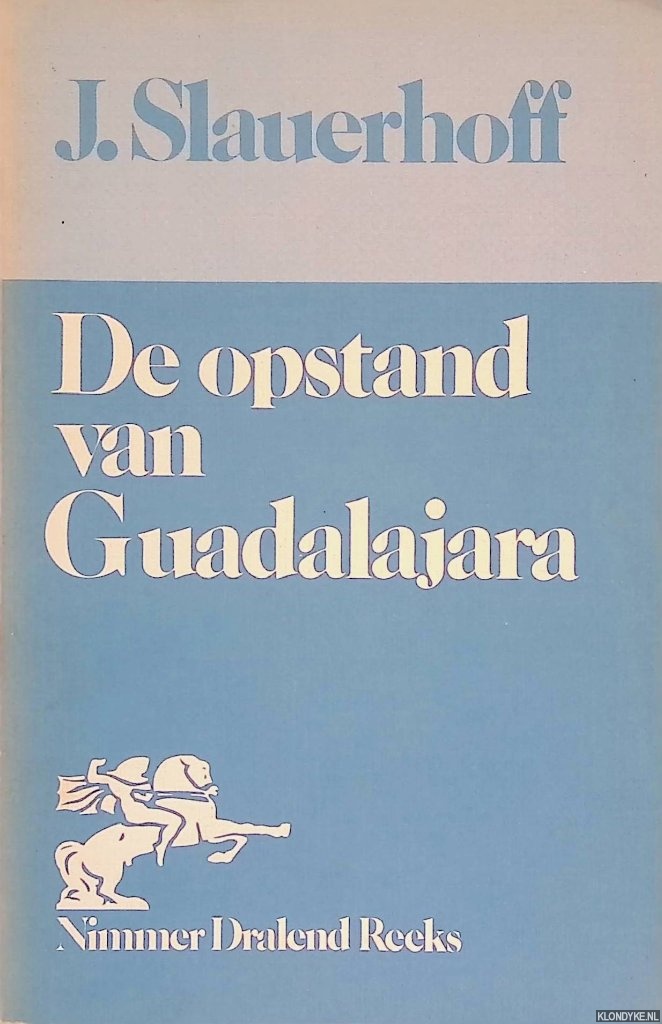 J. Slauerhoff
De opstand
van
Guadalajara
Nimmer Dralend Reeks
KLONDYKE.NL